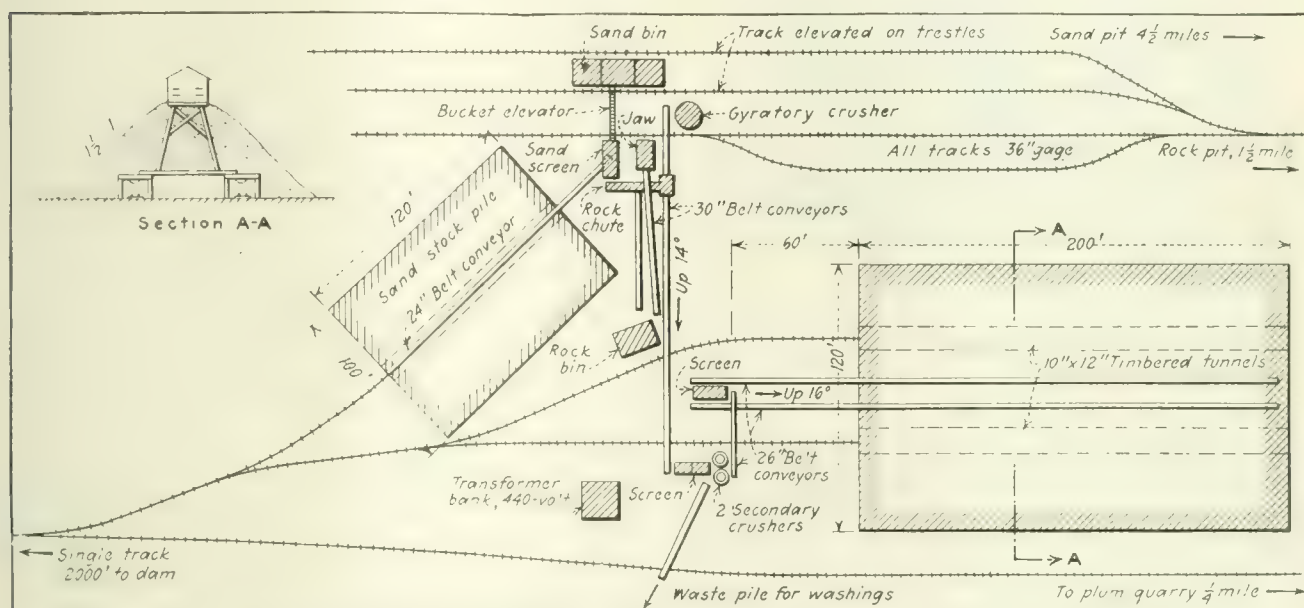 Sand bin
Track elevated on trestles
Sand pit 4½ miles
Bucket elevator
Jaw
Gyratory crusher
1½
1
Section A-A
Sand
screen
All tracks 36" gage
Rock pit, 1½ mile
120'
Sand stock pile
24" Belt conveyor
100'
Rock
chute
30" Belt conveyors
Up 14°
60'
A
200'
Rock
bin
Screen
Up 16°
120'
10"x12" Timbered tunnels
26" Belt
conveyors
Transformer
bank, 440-volt
Screen
2 Secondary
crushers
A
Single track
2000' to dam
Waste pile for washings
To plum quarry ¼ mile